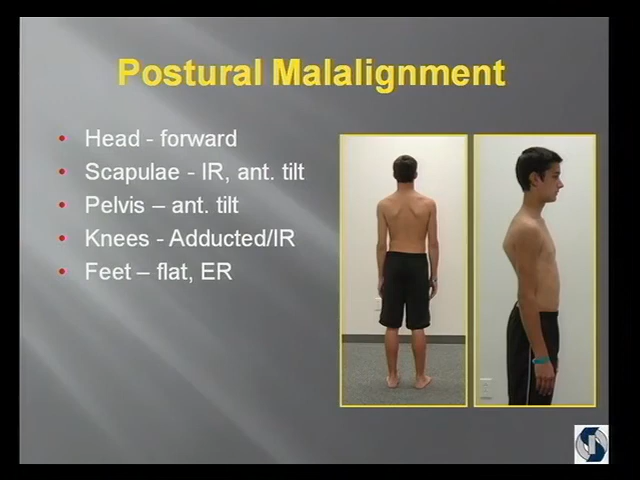 Postural Malalignment
• Head - forward
• Scapulae - IR, ant. tilt
• Pelvis – ant. tilt
• Knees - Adducted/IR
• Feet – flat, ER